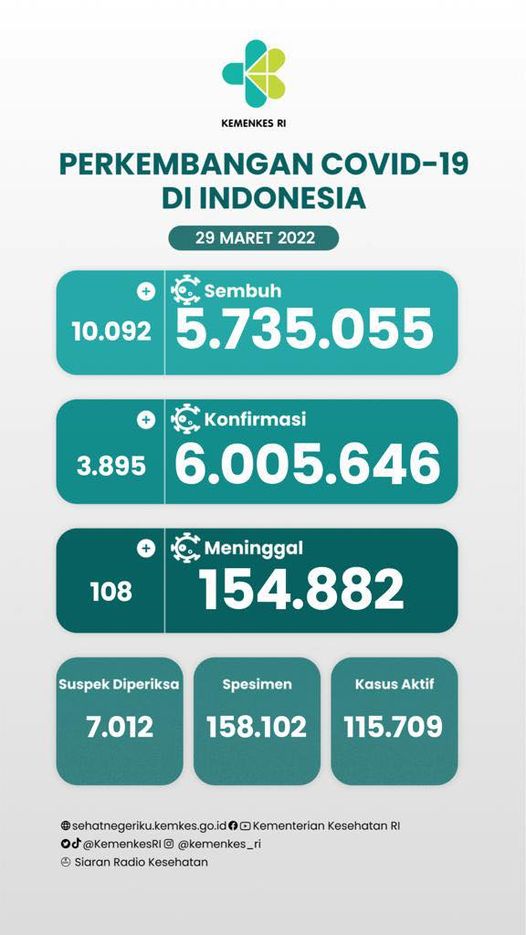 KEMENKES RI
PERKEMBANGAN COVID-19
DI INDONESIA
29 MARET 2022
+ Sembuh
10.092 5.735.055
+ Konfirmasi
3.895 6.005.646
+ Meninggal
108 154.882
Suspek Diperiksa Spesimen Kasus Aktif
7.012 158.102 115.709
sehatnegeriku.kemkes.go.id Kementerian Kesehatan RI
@KemenkesRI @kemenkes_ri
Siaran Radio Kesehatan